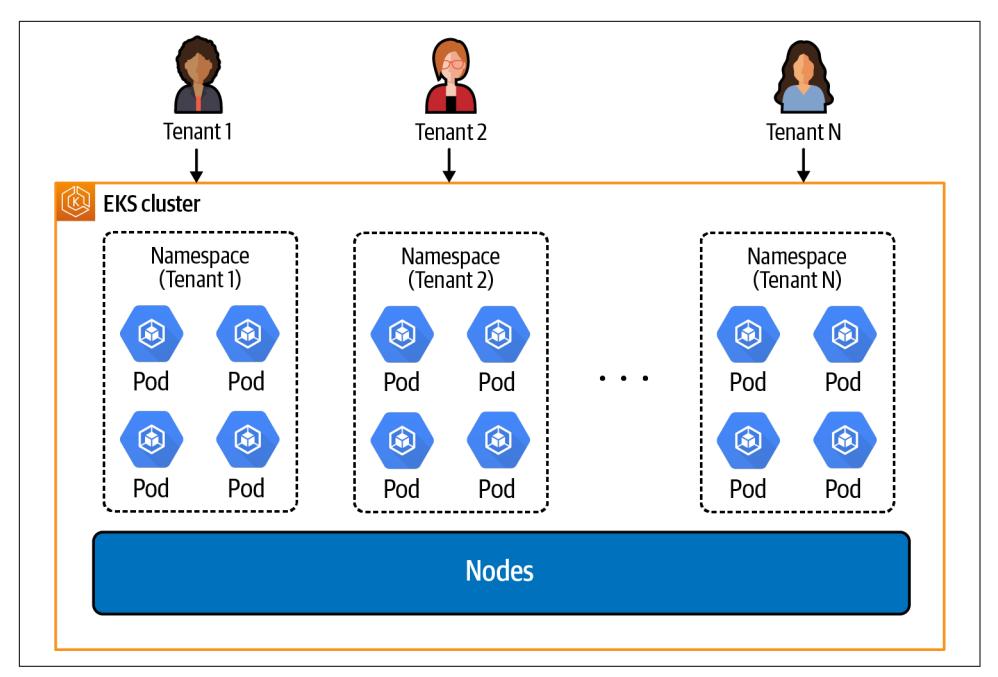 Tenant 1
Tenant 2
Tenant N
K
EKS cluster
Namespace
(Tenant 1)
Namespace
(Tenant 2)
Namespace
(Tenant N)
Pod
Pod
Pod
Pod
. . .
Pod
Pod
Pod
Pod
Pod
Pod
Pod
Pod
Nodes